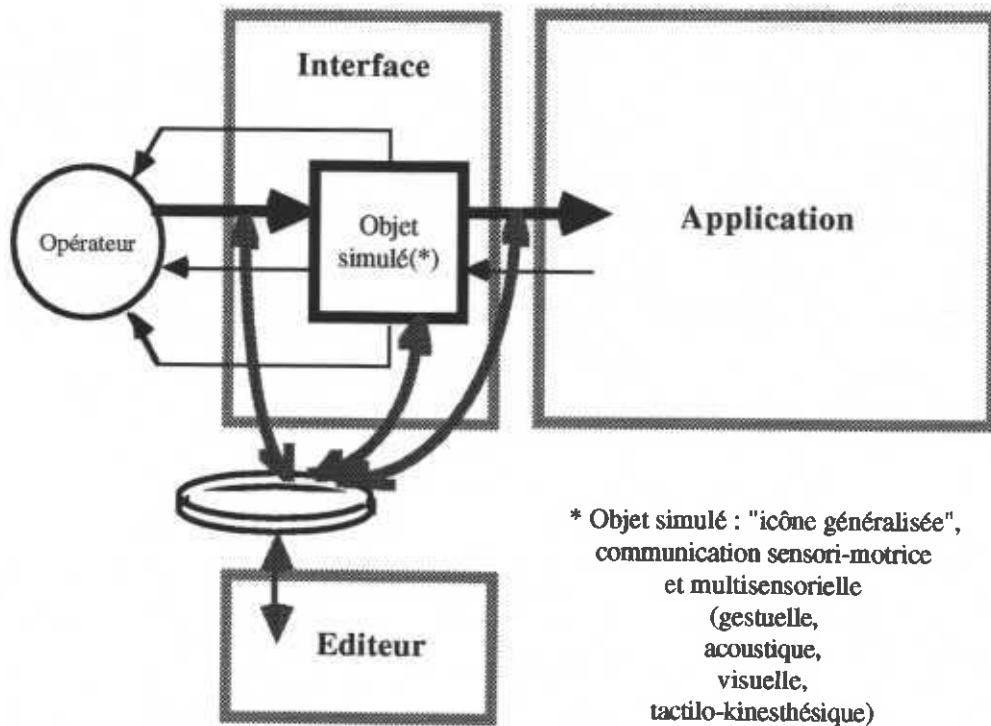 Interface
Opérateur
Objet
simulé(*)
Application
* Objet simulé : "icône généralisée",
communication sensori-motrice
et multisensorielle
(gestuelle,
acoustique,
visuelle,
tactilo-kinesthésique)
Editeur